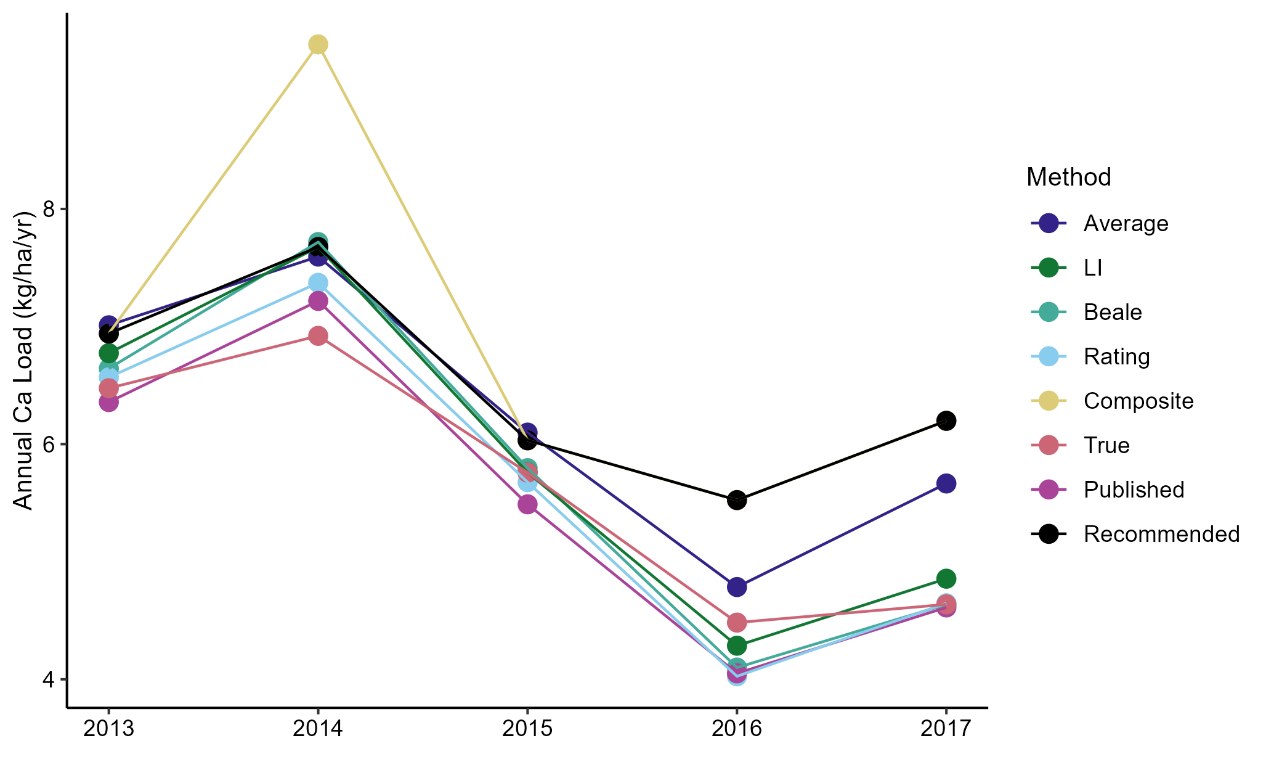 Annual Ca Load (kg/ha/yr)
8
6
4
2013 2014 2015 2016 2017
Method
Average
LI
Beale
Rating
Composite
True
Published
Recommended